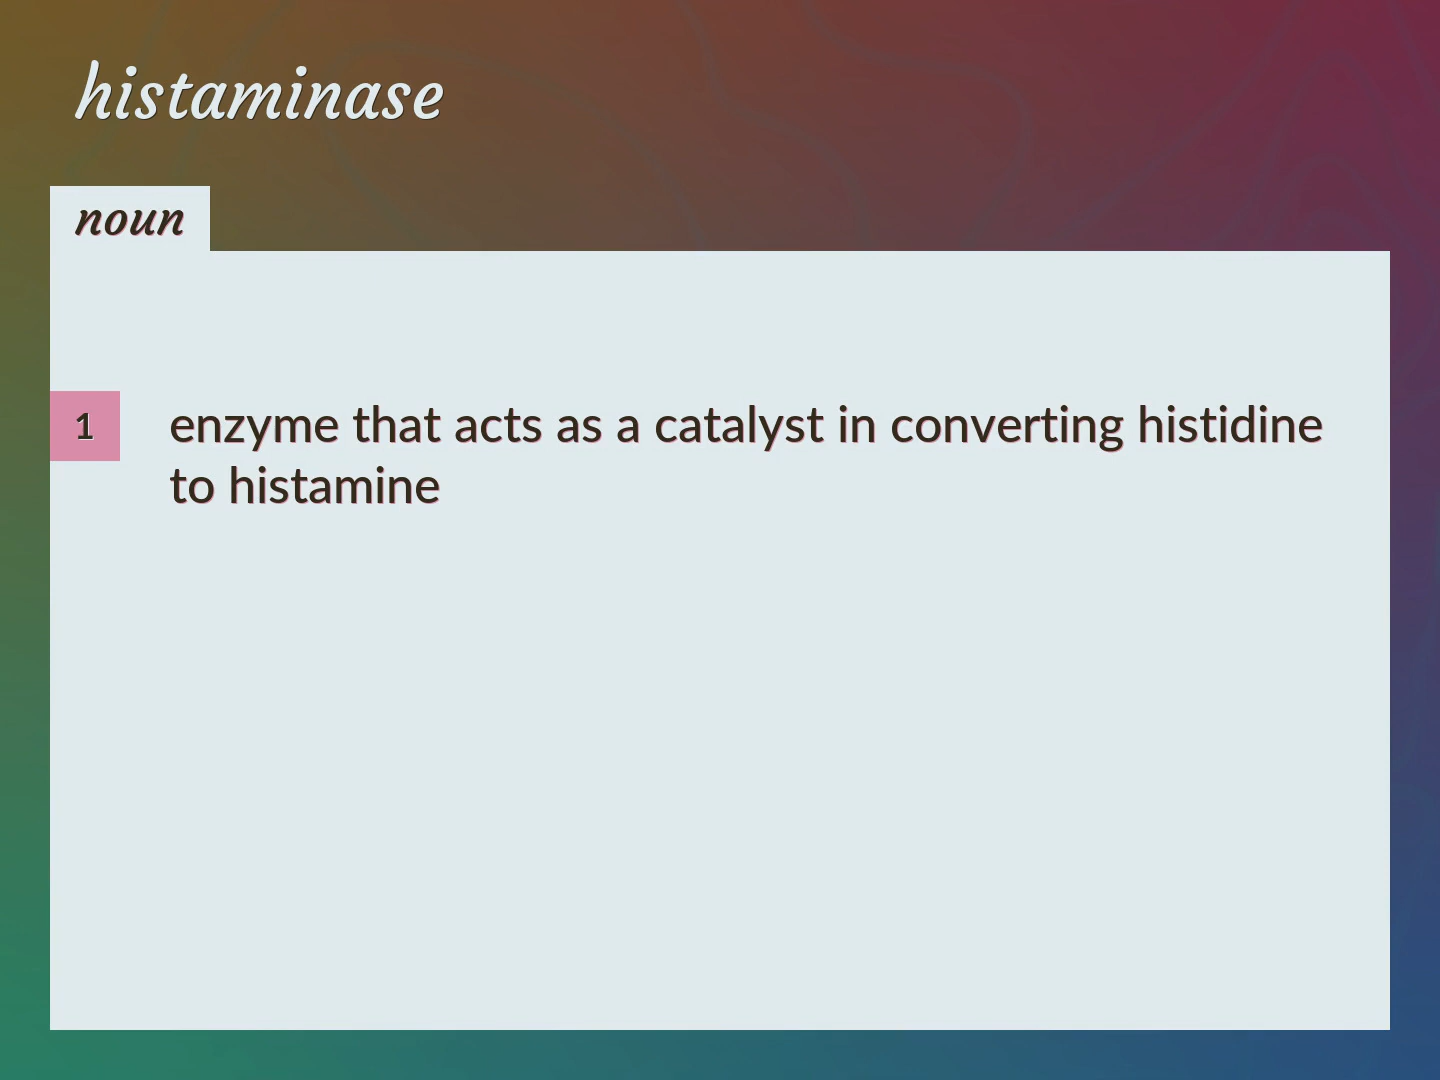 histaminase
noun
1
enzyme that acts as a catalyst in converting histidine
to histamine